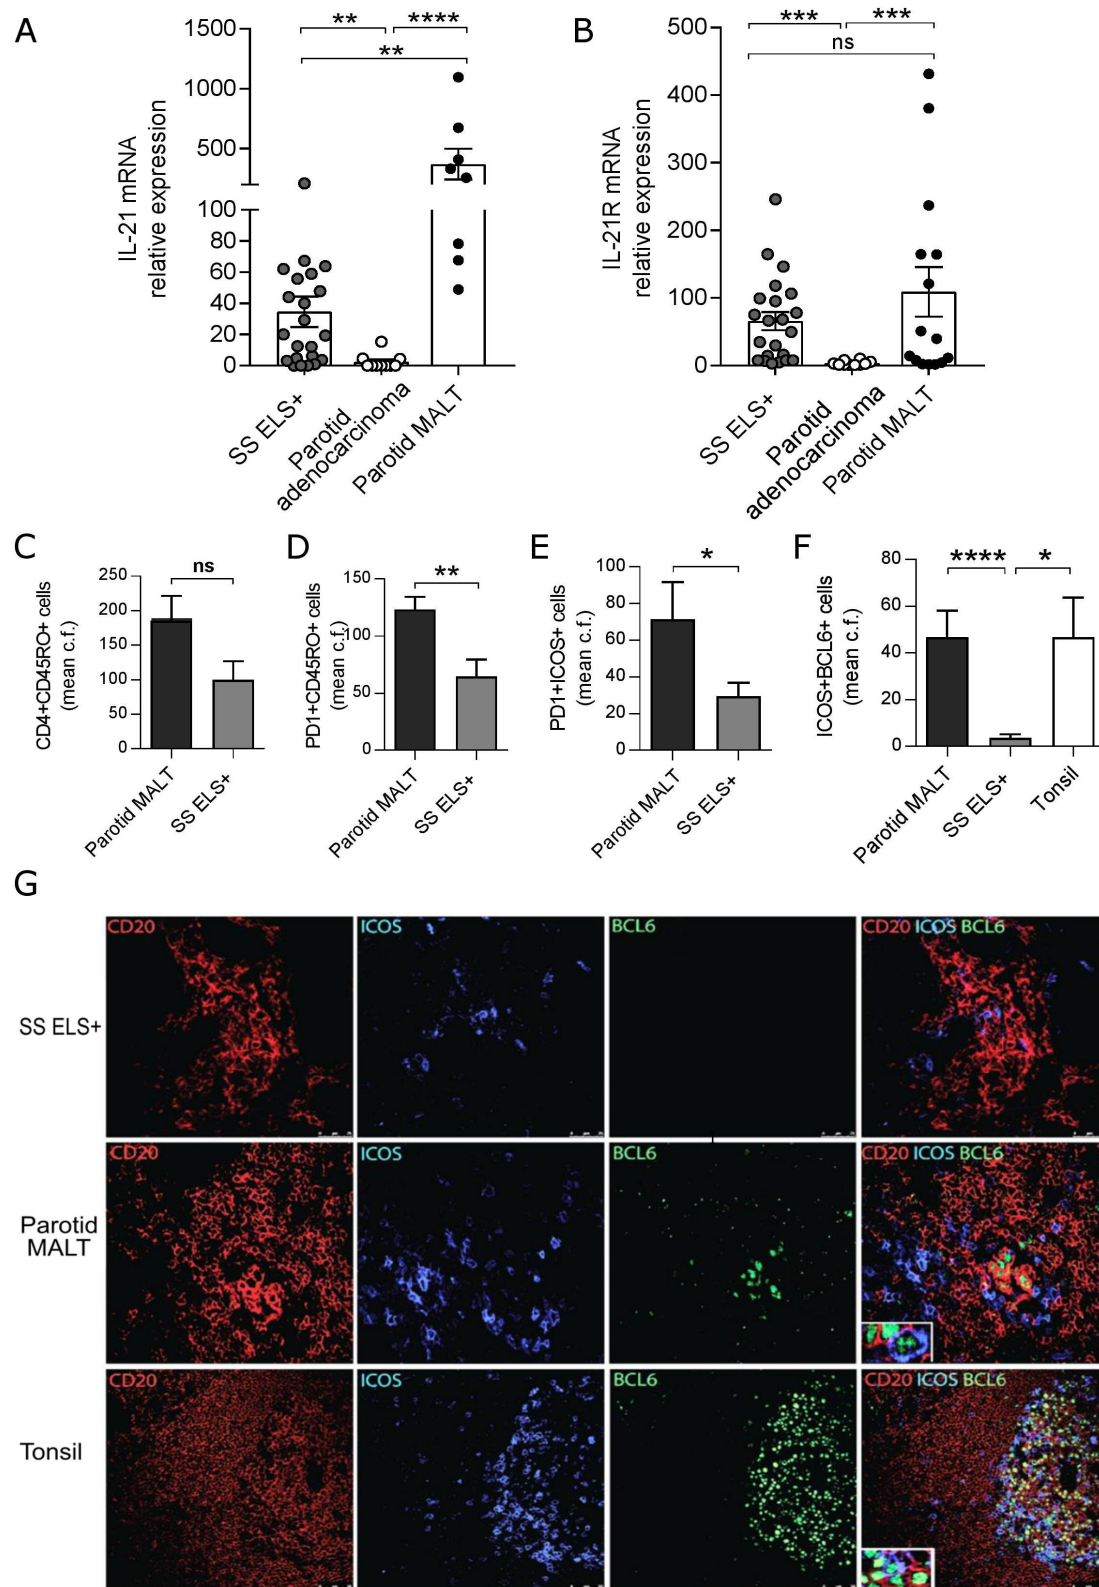 A
IL-21 mRNA
relative expression
1500
1000
500
100
80
60
40
20
0
**
****
**
SS ELS+
Parotid
adenocarcinoma
Parotid MALT
B
IL-21R mRNA
relative expression
500
400
300
200
100
0
***
***
ns
SS ELS+
Parotid
adenocarcinoma
Parotid MALT
C
CD4+CD45RO+ cells
(mean c.f.)
250
200
150
100
50
0
ns
Parotid MALT
SS ELS+
D
PD1+CD45RO+ cells
(mean c.f.)
150
100
50
0
**
Parotid MALT
SS ELS+
E
PD1+ICOS+ cells
(mean c.f.)
100
80
60
40
20
0
*
Parotid MALT
SS ELS+
F
ICOS+BCL6+ cells
(mean c.f.)
80
60
40
20
0
****
*
Parotid MALT
SS ELS+
Tonsil
G
SS ELS+
CD20
ICOS
BCL6
CD20 ICOS BCL6
Parotid
MALT
CD20
ICOS
BCL6
CD20 ICOS BCL6
Tonsil
CD20
ICOS
BCL6
CD20 ICOS BCL6